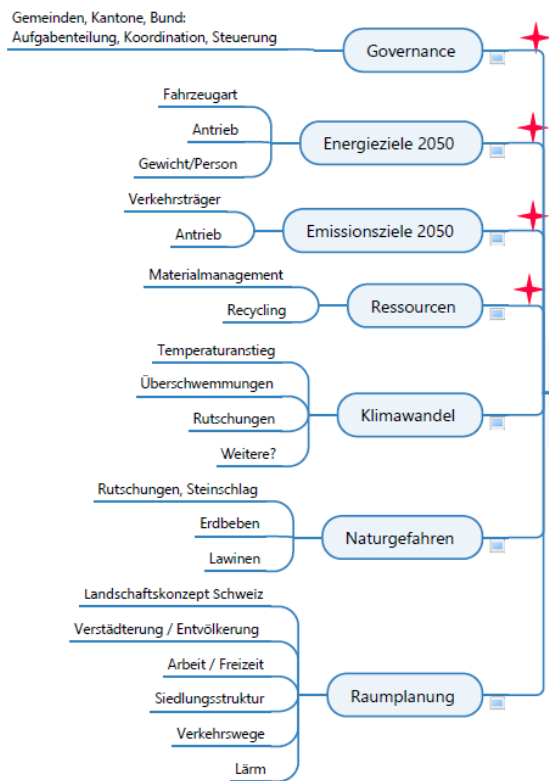 Gemeinden, Kantone, Bund:
Aufgabenteilung, Koordination, Steuerung
Governance
Fahrzeugart
Antrieb
Gewicht/Person
Energieziele 2050
Verkehrsträger
Antrieb
Emissionsziele 2050
Materialmanagement
Recycling
Ressourcen
Temperaturanstieg
Überschwemmungen
Rutschungen
Weitere?
Klimawandel
Rutschungen, Steinschlag
Erdbeben
Lawinen
Naturgefahren
Landschaftskonzept Schweiz
Verstädterung / Entvölkerung
Arbeit / Freizeit
Siedlungsstruktur
Verkehrswege
Lärm
Raumplanung